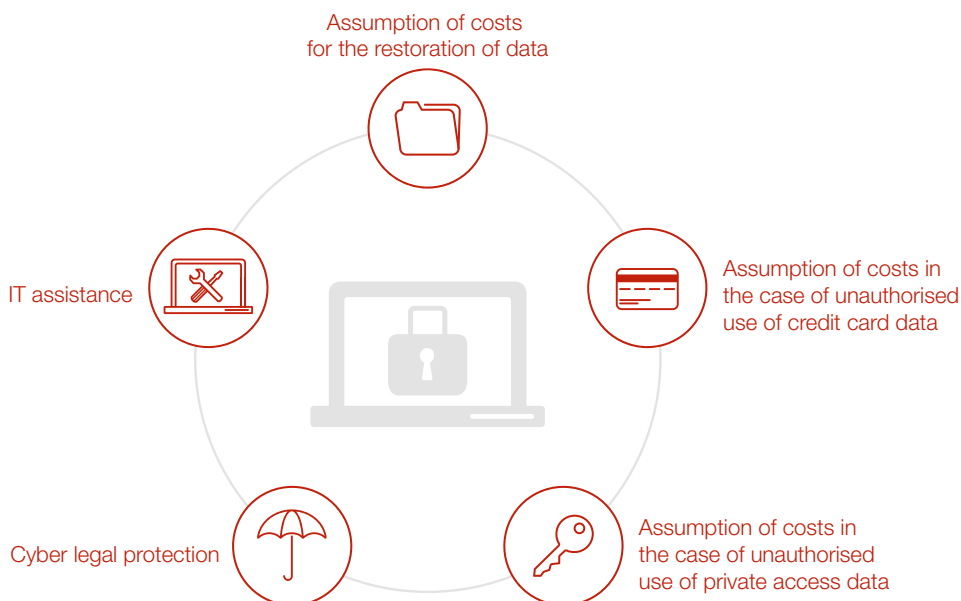 Assumption of costs
for the restoration of data
IT assistance
Assumption of costs in
the case of unauthorised
use of credit card data
Cyber legal protection
Assumption of costs in
the case of unauthorised
use of private access data